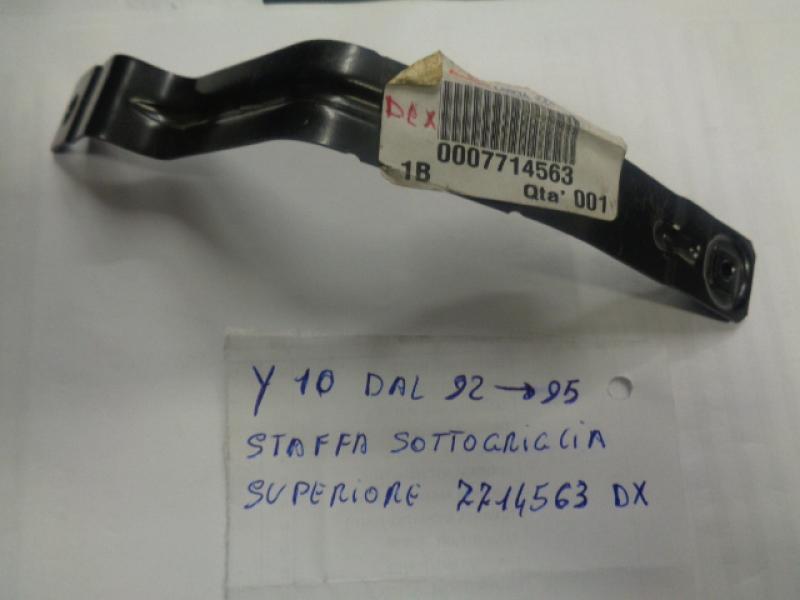 DEX
0007714563
1B
Qta' 001
Y 10 DAL 92 → 95
STAFFA SOTTOGRIGLIA
SUPERIORE 7714563 DX